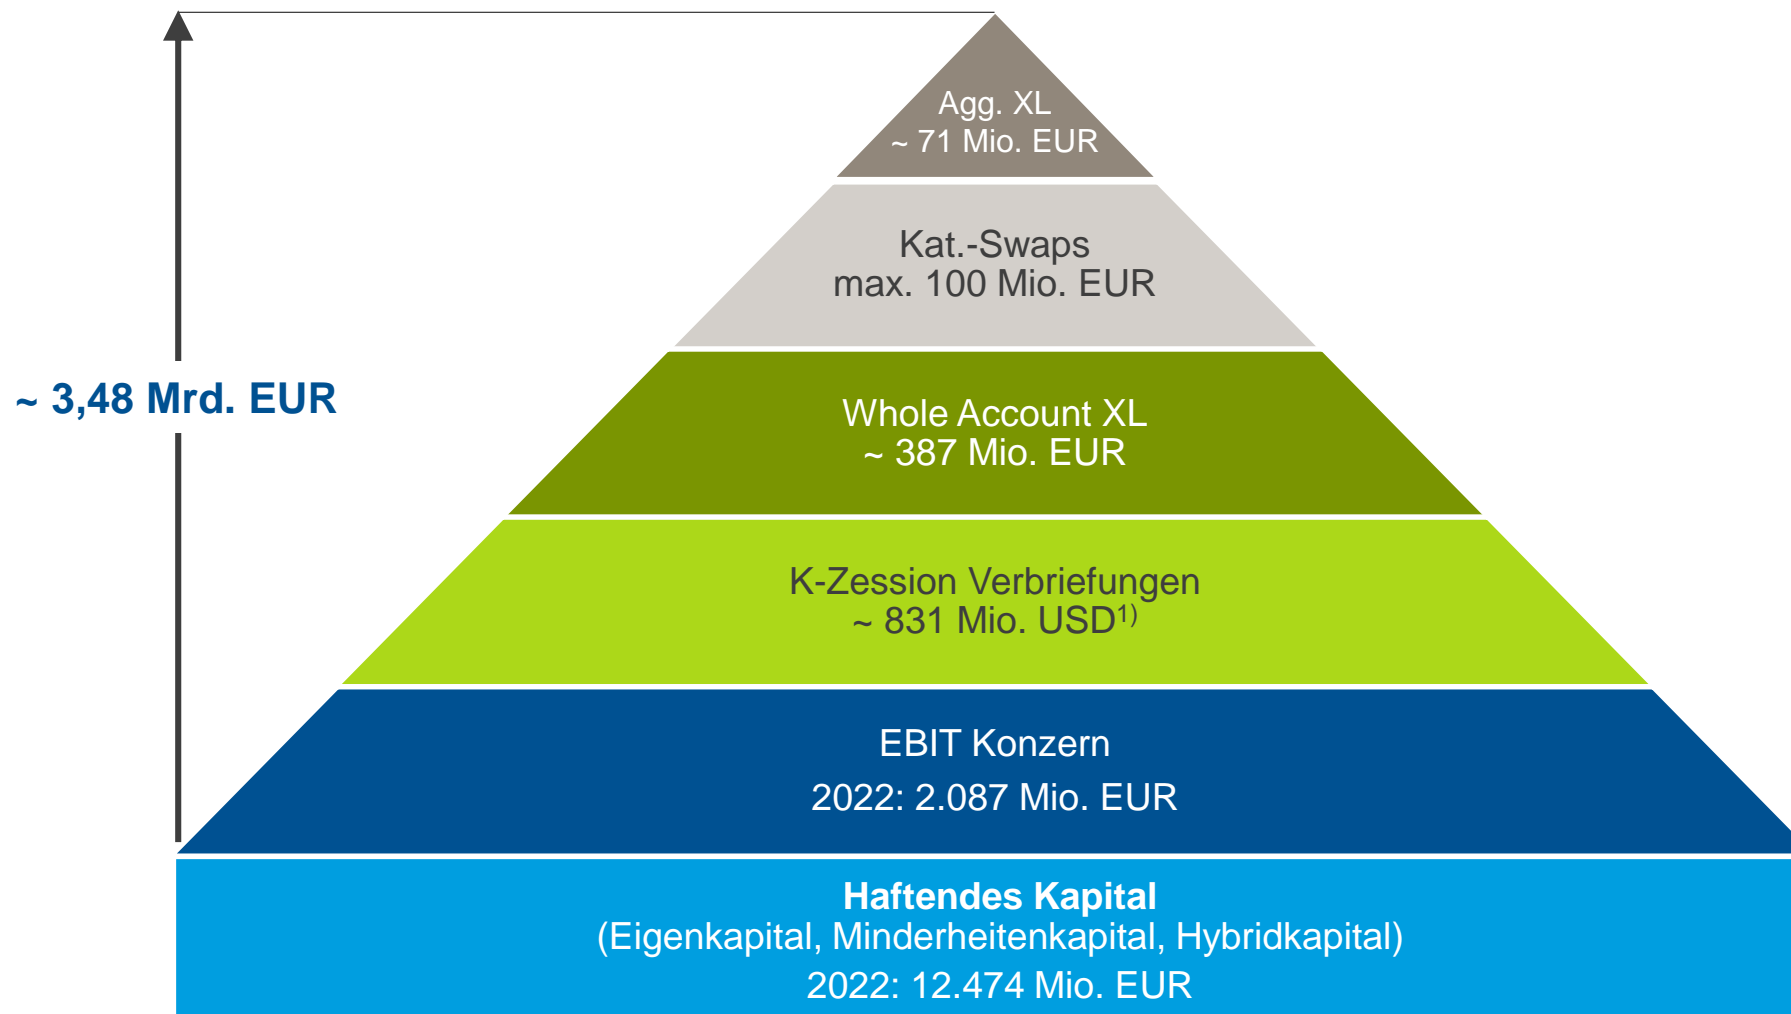 Agg. XL
~ 71 Mio. EUR
Kat.-Swaps
max. 100 Mio. EUR
~ 3,48 Mrd. EUR
Whole Account XL
~ 387 Mio. EUR
K-Zession Verbriefungen
~ 831 Mio. USD¹⁾
EBIT Konzern
2022: 2.087 Mio. EUR
Haftendes Kapital
(Eigenkapital, Minderheitenkapital, Hybridkapital)
2022: 12.474 Mio. EUR